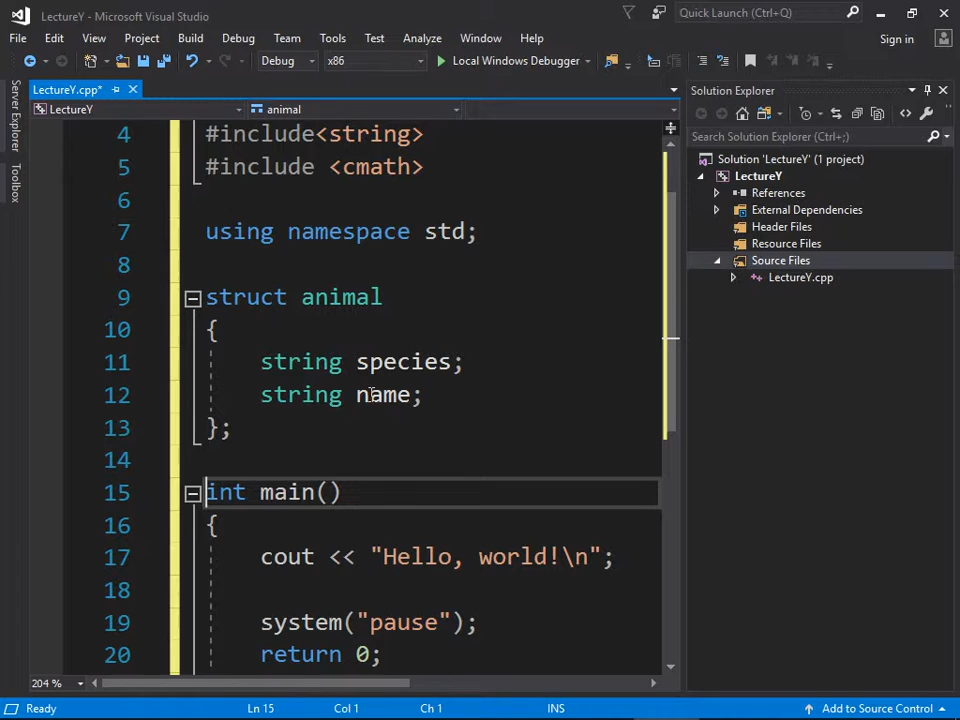 LectureY - Microsoft Visual Studio
Quick Launch (Ctrl+Q)
File Edit View Project Build Debug Team Tools Test Analyze Window Help
Sign in
Debug x86 Local Windows Debugger
Server Explorer
Toolbox
LectureY.cpp*
LectureY animal
4 #include<string>
5 #include <cmath>
6
7 using namespace std;
8
9 struct animal
10 {
11 string species;
12 string name;
13 };
14
15 int main()
16 {
17 cout << "Hello, world!\n";
18
19 system("pause");
20 return 0;
204 %
Solution Explorer
Search Solution Explorer (Ctrl+;)
Solution 'LectureY' (1 project)
LectureY
References
External Dependencies
Header Files
Resource Files
Source Files
LectureY.cpp
Ready Ln 15 Col 1 Ch 1 INS Add to Source Control